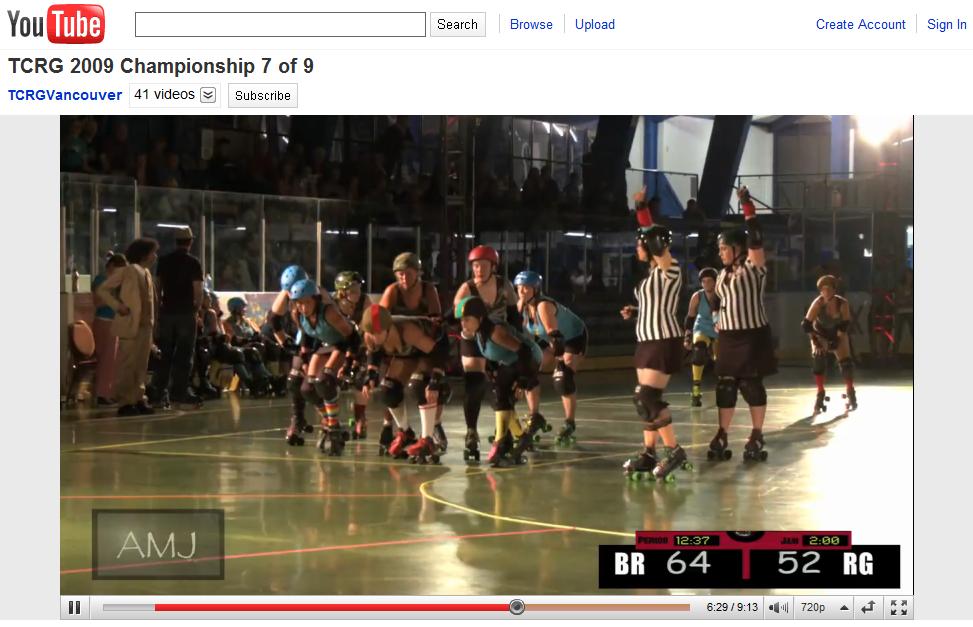 YouTube
Search
Browse
Upload
Create Account
Sign In
TCRG 2009 Championship 7 of 9
TCRGVancouver
41 videos
Subscribe
AMJ
PERIOD 12:37
JAM 2:00
BR 64
52 RG
6:29 / 9:13
720p